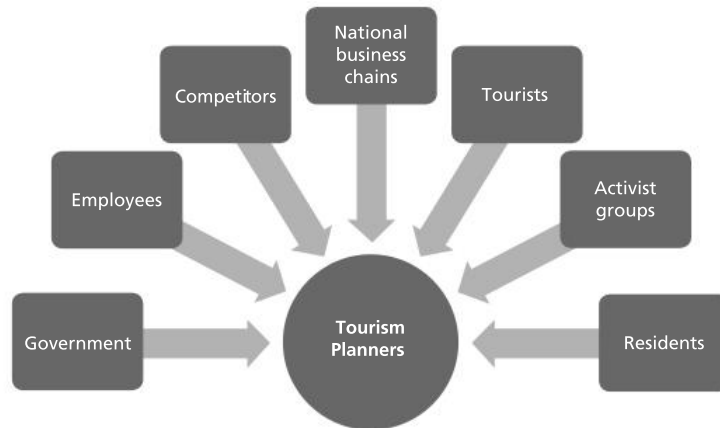 National
business
chains
Competitors
Tourists
Employees
Activist
groups
Government
Tourism
Planners
Residents